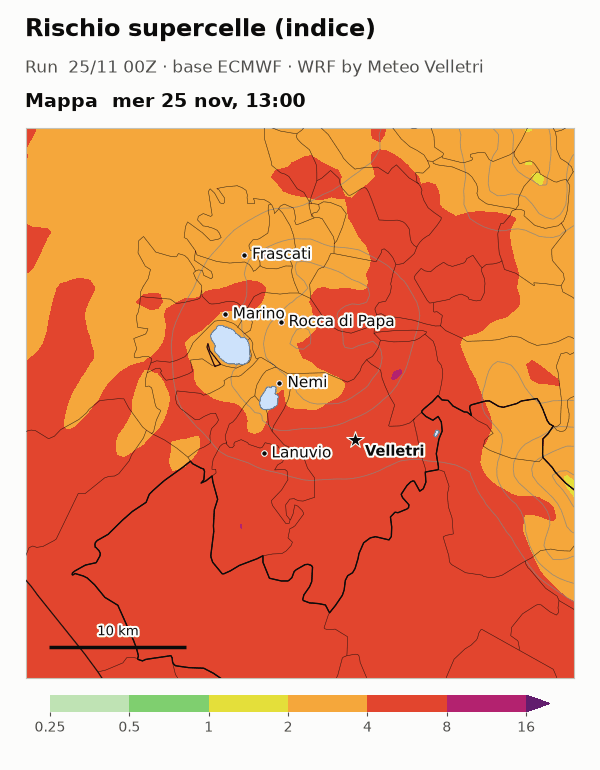 Rischio supercelle (indice)
Run  25/11 00Z · base ECMWF · WRF by Meteo Velletri
Mappa  mer 25 nov, 13:00
Frascati
Marino
Rocca di Papa
Nemi
Velletri
Lanuvio
10 km
0.25 0.5 1 2 4 8 16